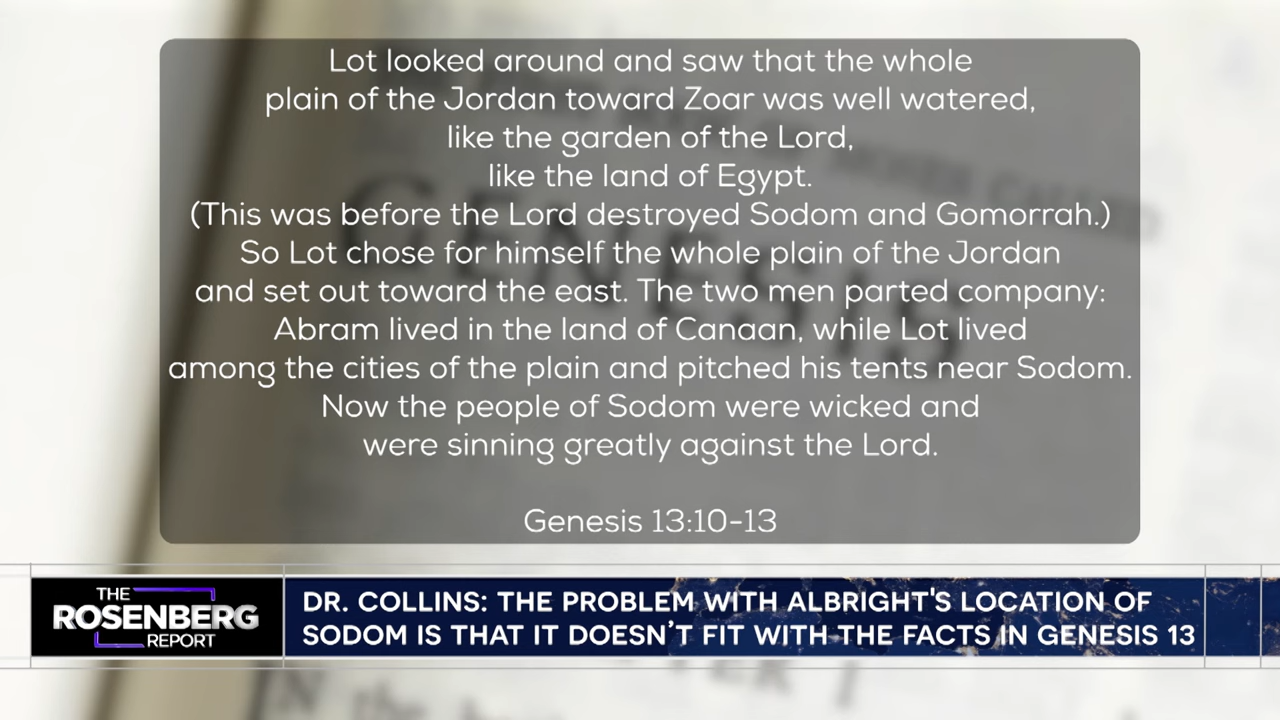 Lot looked around and saw that the whole
plain of the Jordan toward Zoar was well watered,
like the garden of the Lord,
like the land of Egypt.
(This was before the Lord destroyed Sodom and Gomorrah.)
So Lot chose for himself the whole plain of the Jordan
and set out toward the east. The two men parted company:
Abram lived in the land of Canaan, while Lot lived
among the cities of the plain and pitched his tents near Sodom.
Now the people of Sodom were wicked and
were sinning greatly against the Lord.
Genesis 13:10-13
THE
ROSENBERG
REPORT
DR. COLLINS: THE PROBLEM WITH ALBRIGHT'S LOCATION OF
SODOM IS THAT IT DOESN'T FIT WITH THE FACTS IN GENESIS 13
GENESIS
CALLED
IN the